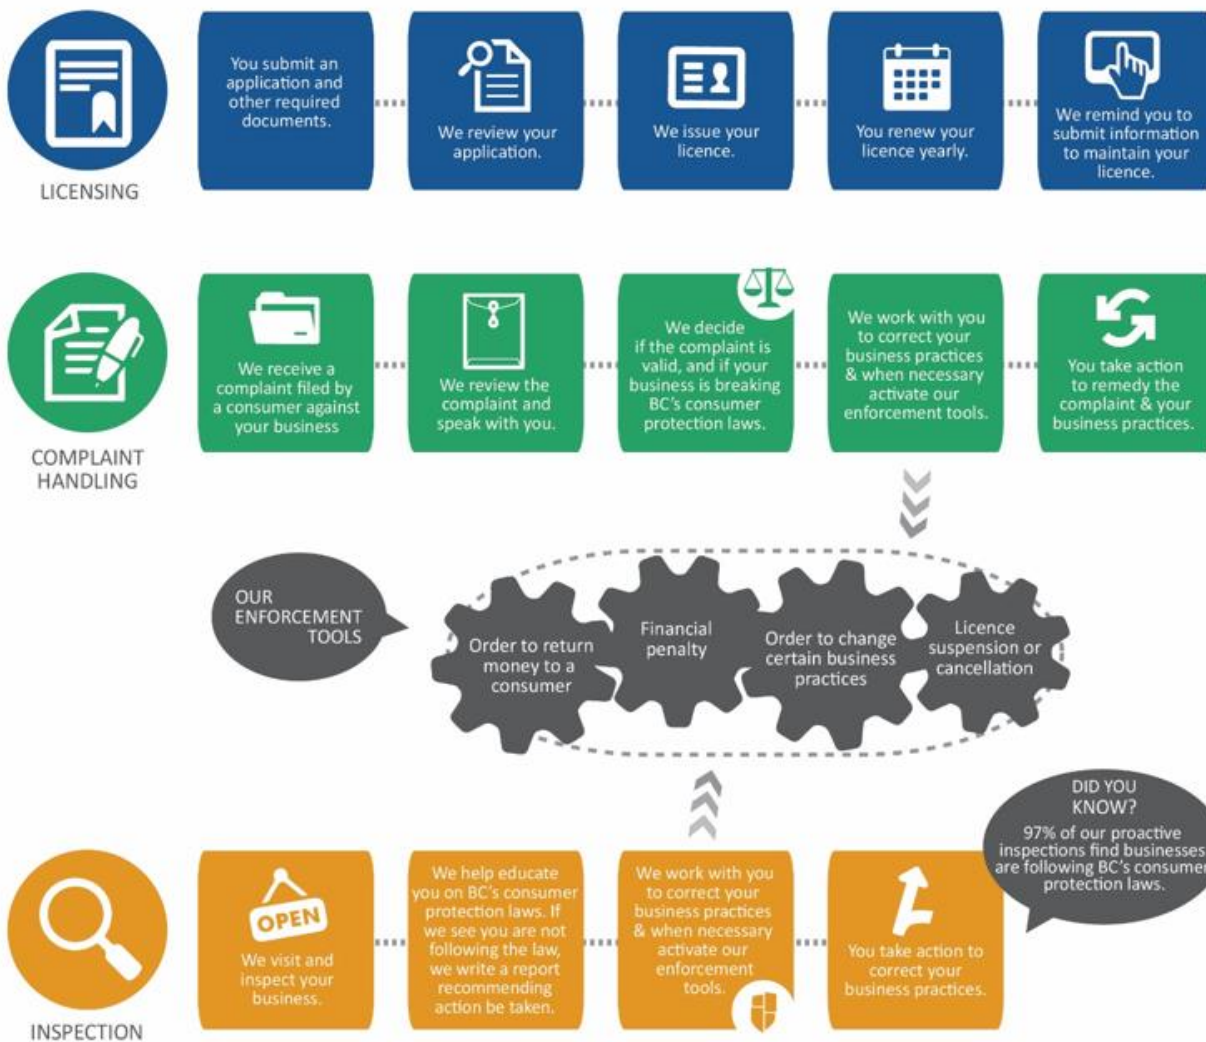 You submit an
application and
other required
documents.
We review your
application.
We issue your
licence.
You renew your
licence yearly.
We remind you to
submit information
to maintain your
licence.
LICENSING
We receive a
complaint filed by
a consumer against
your business
We review the
complaint and
speak with you.
We decide
if the complaint is
valid, and if your
business is breaking
BC's consumer
protection laws.
We work with you
to correct your
business practices
& when necessary
activate our
enforcement tools.
You take action
to remedy the
complaint & your
business practices.
COMPLAINT
HANDLING
OUR
ENFORCEMENT
TOOLS
Order to return
money to a
consumer
Financial
penalty
Order to change
certain business
practices
Licence
suspension or
cancellation
DID YOU
KNOW?
97% of our proactive
inspections find businesses
are following BC's consumer
protection laws.
OPEN
We visit and
inspect your
business.
We help educate
you on BC's consumer
protection laws. If
we see you are not
following the law,
we write a report
recommending
action be taken.
We work with you
to correct your
business practices
& when necessary
activate our
enforcement
tools.
You take action to
correct your
business practices.
INSPECTION